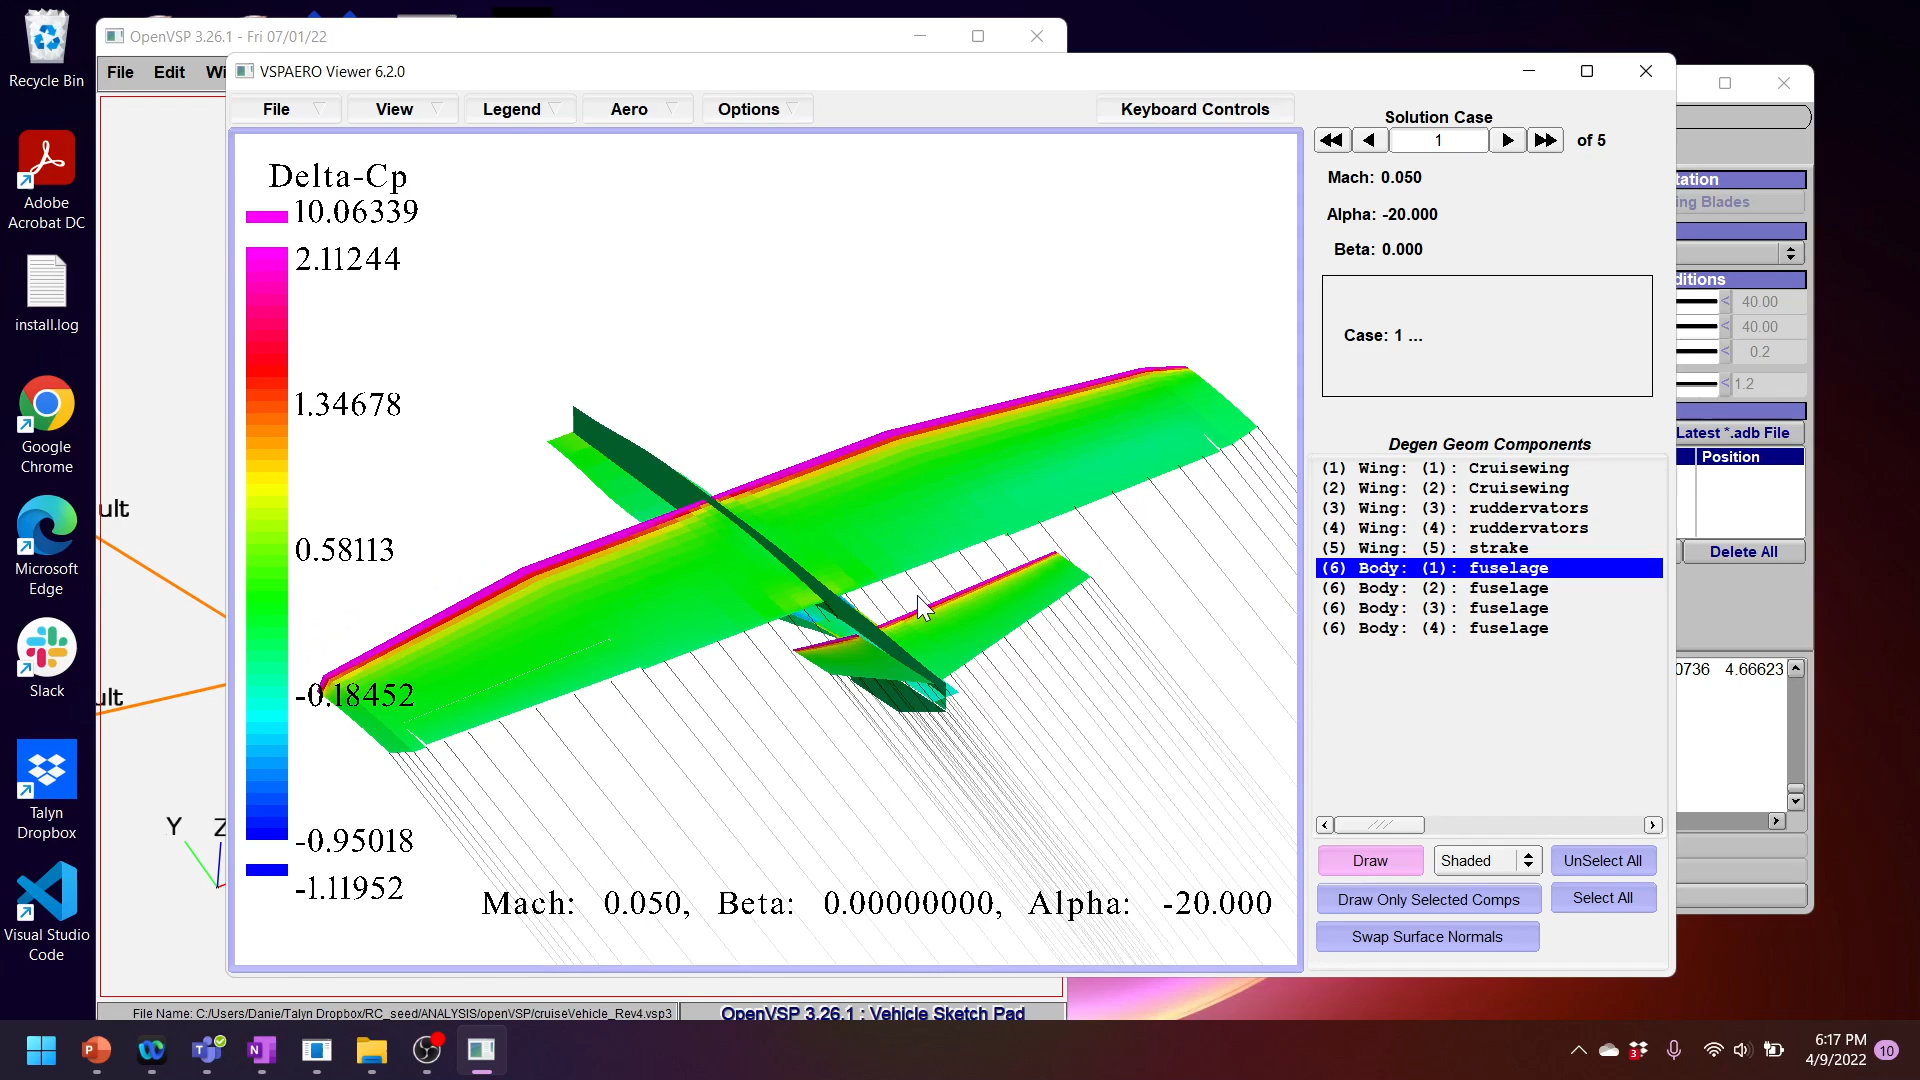 Recycle Bin
Adobe
Acrobat DC
install.log
Google
Chrome
Microsoft
Edge
Slack
Talyn
Dropbox
Visual Studio
Code
OpenVSP 3.26.1 - Fri 07/01/22
File Edit Wi
VSPAERO Viewer 6.2.0
File View Legend Aero Options Keyboard Controls
Delta-Cp
10.06339
2.11244
1.34678
0.58113
-0.18452
-0.95018
-1.11952
Mach: 0.050, Beta: 0.00000000, Alpha: -20.000
Solution Case
1 of 5
Mach: 0.050
Alpha: -20.000
Beta: 0.000
Case: 1 ...
Degen Geom Components
(1) Wing: (1): Cruisewing
(2) Wing: (2): Cruisewing
(3) Wing: (3): ruddervators
(4) Wing: (4): ruddervators
(5) Wing: (5): strake
(6) Body: (1): fuselage
(6) Body: (2): fuselage
(6) Body: (3): fuselage
(6) Body: (4): fuselage
Draw Shaded UnSelect All
Draw Only Selected Comps Select All
Swap Surface Normals
tation
ing Blades
ditions
< 40.00
< 40.00
< 0.2
< 1.2
Latest *.adb File
Position
Delete All
0736 4.66623
ult
ult
Y Z
File Name: C:/Users/Danie/Talyn Dropbox/RC_seed/ANALYSIS/openVSP/cruiseVehicle_Rev4.vsp3
OpenVSP 3.26.1 : Vehicle Sketch Pad
3
6:17 PM
4/9/2022
10